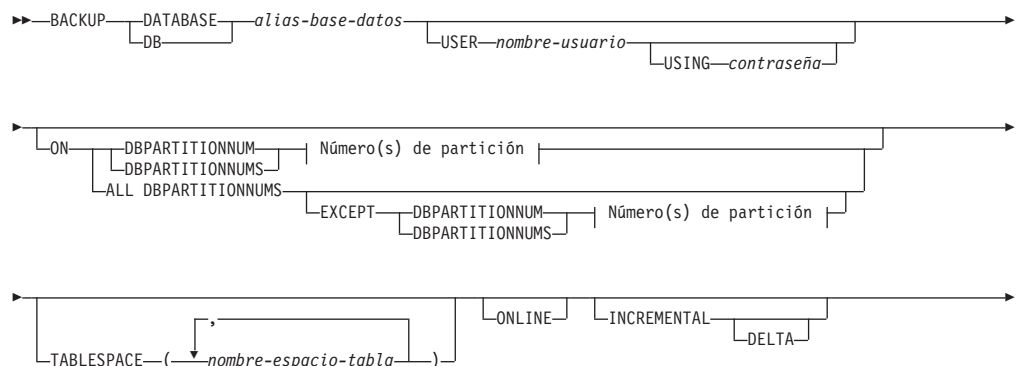 BACKUP DATABASE alias-base-datos
DB USER nombre-usuario
USING contraseña
ON DBPARTITIONNUM Número(s) de partición
DBPARTITIONNUMS
ALL DBPARTITIONNUMS
EXCEPT DBPARTITIONNUM Número(s) de partición
DBPARTITIONNUMS
, ONLINE INCREMENTAL
DELTA
TABLESPACE ( nombre-espacio-tabla )